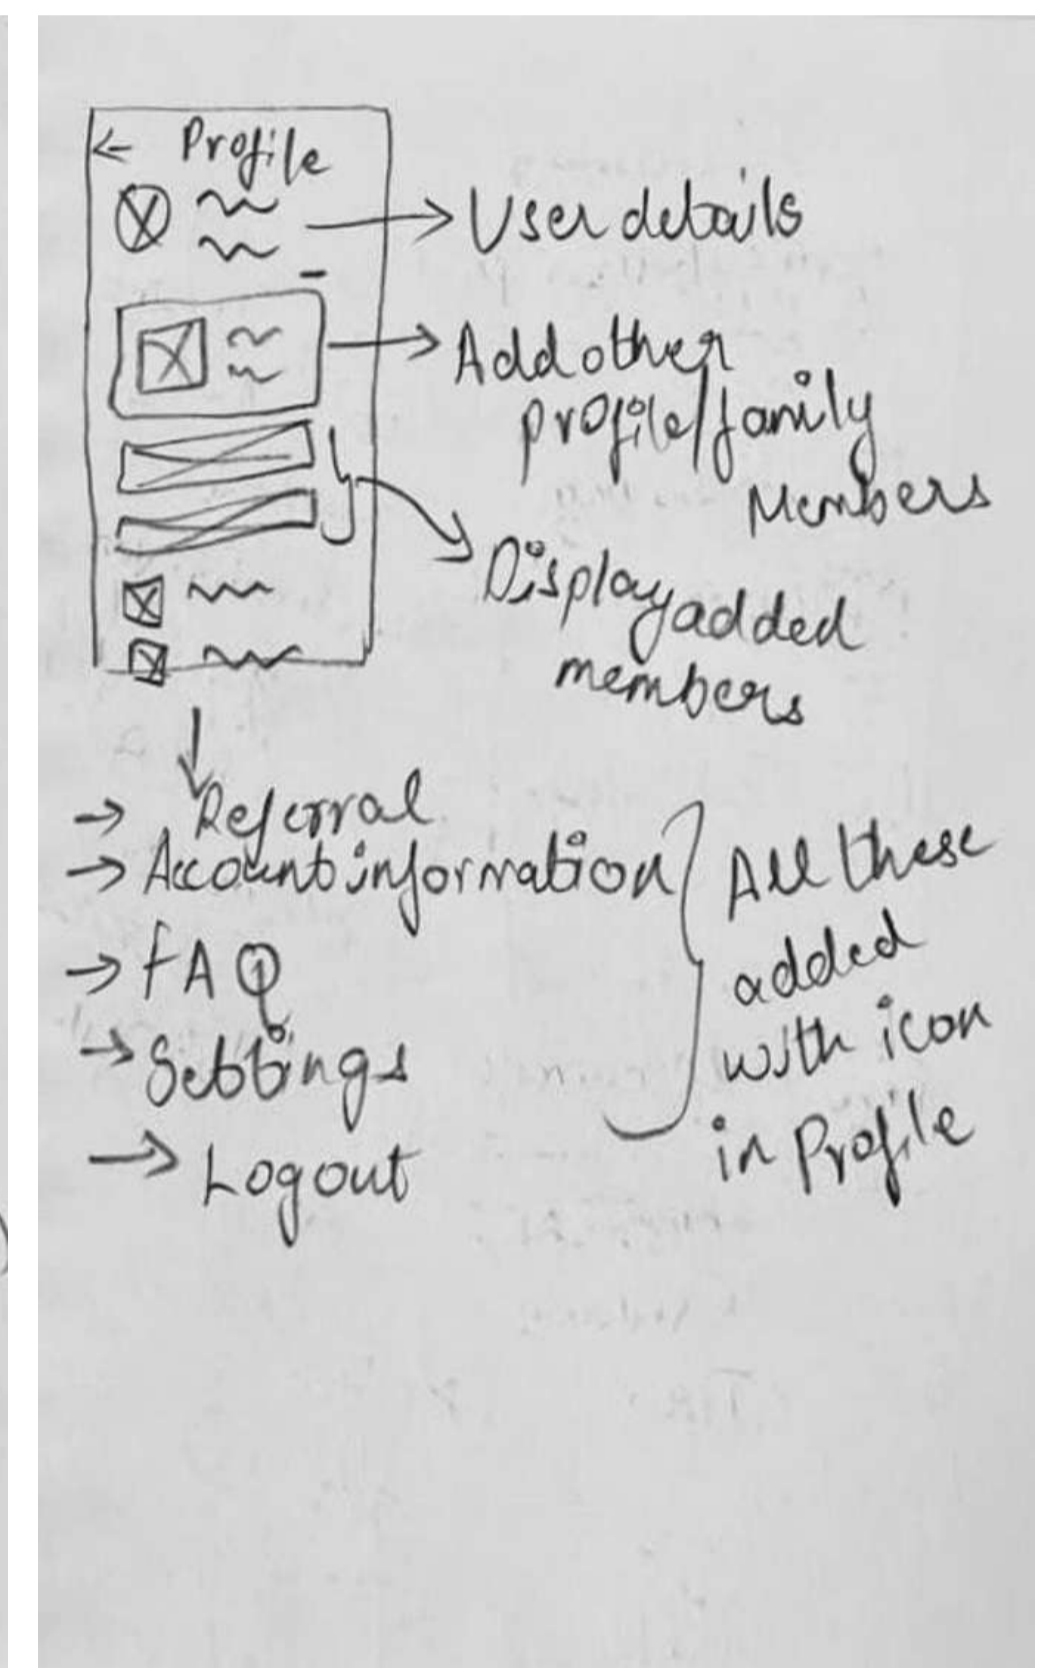 ← Profile
→ User details
→ Add other
profile/family
Members
Display added
members
↓
→ Referral
→ Account information
→ FAQ
→ Settings
→ Logout
All these
added
with icon
in Profile